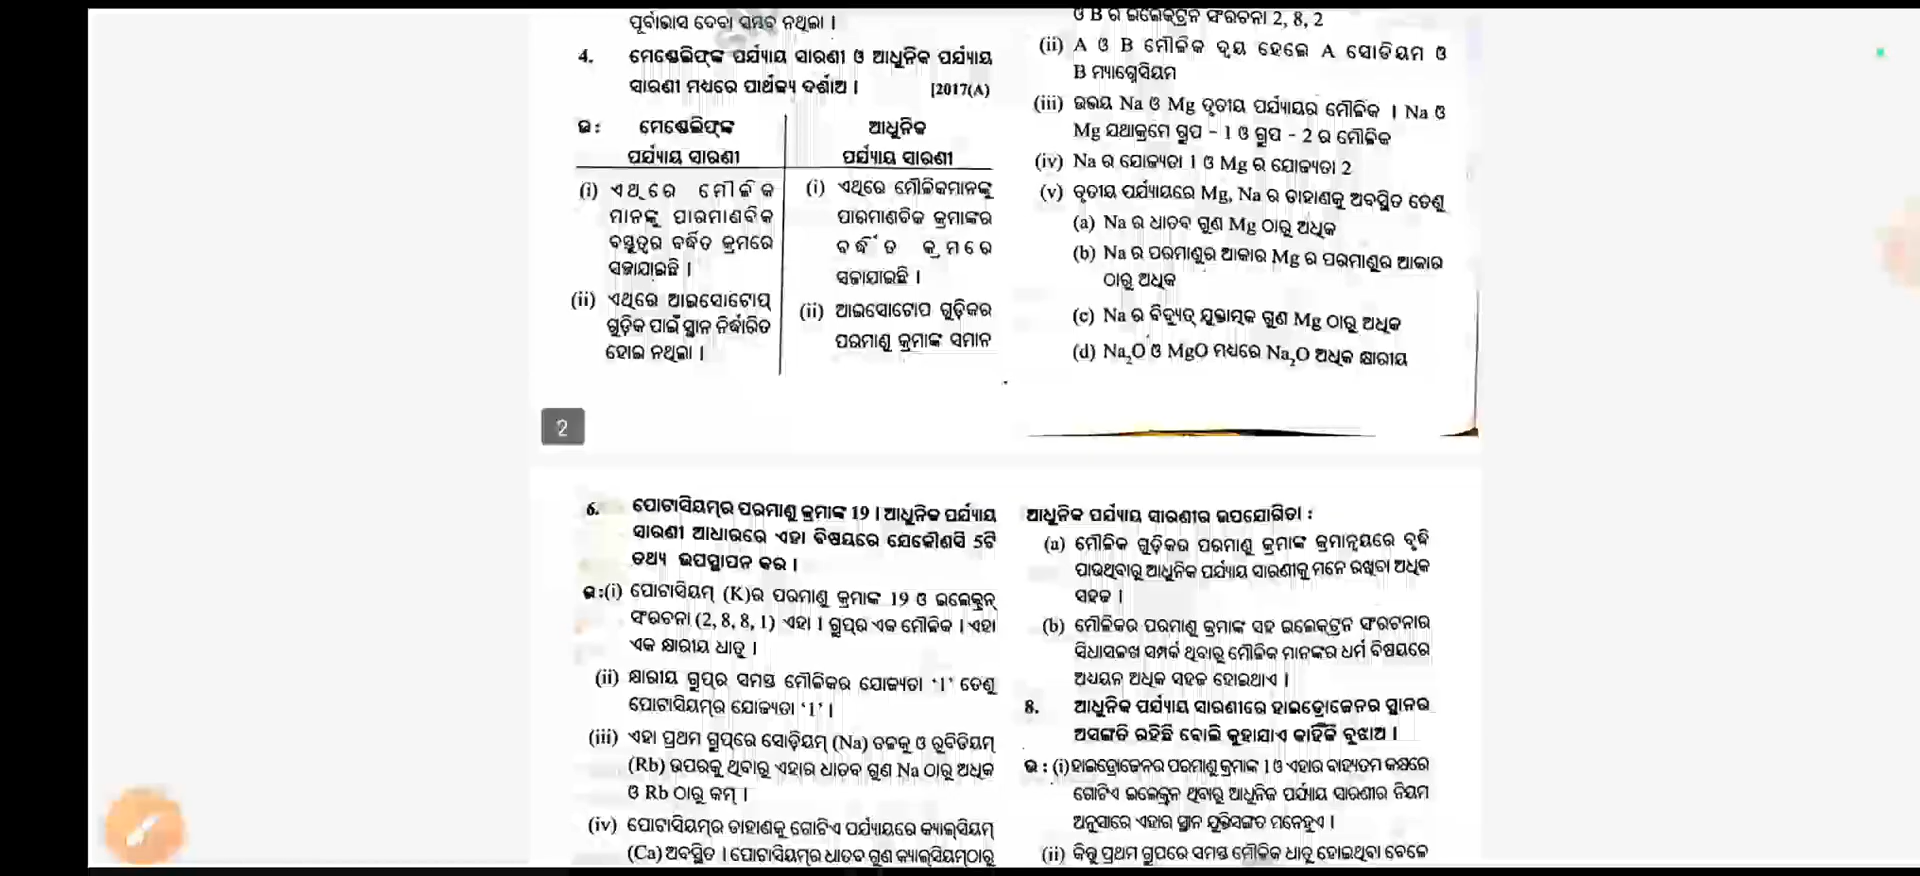 ପୂର୍ବାଭାସ ଦେବା ସମ୍ଭବ ନଥିଲା ।
4. ମେଣ୍ଡେଲିଫ୍‌ଙ୍କ ପର୍ଯ୍ୟାୟ ସାରଣୀ ଓ ଆଧୁନିକ ପର୍ଯ୍ୟାୟ
ସାରଣୀ ମଧ୍ୟରେ ପାର୍ଥକ୍ୟ ଦର୍ଶାଅ । [2017(A)
ଉ : ମେଣ୍ଡେଲିଫ୍‌ଙ୍କ
ପର୍ଯ୍ୟାୟ ସାରଣୀ
(i) ଏଥିରେ ମୌଳିକ
ମାନଙ୍କୁ ପାରମାଣବିକ
ବସ୍ତୁତ୍ୱର ବର୍ଦ୍ଧିତ କ୍ରମରେ
ସଜାଯାଇଛି ।
(ii) ଏଥିରେ ଆଇସୋଟୋପ୍
ଗୁଡ଼ିକ ପାଇଁ ସ୍ଥାନ ନିର୍ଦ୍ଧାରିତ
ହୋଇ ନଥିଲା ।
ଆଧୁନିକ
ପର୍ଯ୍ୟାୟ ସାରଣୀ
(i) ଏଥିରେ ମୌଳିକମାନଙ୍କୁ
ପାରମାଣବିକ କ୍ରମାଙ୍କର
ବର୍ଦ୍ଧିତ କ୍ରମରେ
ସଜାଯାଇଛି ।
(ii) ଆଇସୋଟୋପ ଗୁଡ଼ିକର
ପରମାଣୁ କ୍ରମାଙ୍କ ସମାନ
ଓ B ର ଇଲେକ୍ଟ୍ରନ ସଂରଚନା 2, 8, 2
(ii) A ଓ B ମୌଳିକ ଦ୍ୱୟ ହେଲେ A ସୋଡିୟମ ଓ
B ମ୍ୟାଗ୍ନେସିୟମ
(iii) ଉଭୟ Na ଓ Mg ତୃତୀୟ ପର୍ଯ୍ୟାୟର ମୌଳିକ । Na ଓ
Mg ଯଥାକ୍ରମେ ଗ୍ରୁପ - 1 ଓ ଗ୍ରୁପ - 2 ର ମୌଳିକ
(iv) Na ର ଯୋଜ୍ୟତା 1 ଓ Mg ର ଯୋଜ୍ୟତା 2
(v) ତୃତୀୟ ପର୍ଯ୍ୟାୟରେ Mg, Na ର ଡାହାଣକୁ ଅବସ୍ଥିତ ତେଣୁ
(a) Na ର ଧାତବ ଗୁଣ Mg ଠାରୁ ଅଧିକ
(b) Na ର ପରମାଣୁର ଆକାର Mg ର ପରମାଣୁର ଆକାର
ଠାରୁ ଅଧିକ
(c) Na ର ବିଦ୍ୟୁତ୍ ଯୁକ୍ତାତ୍ମକ ଗୁଣ Mg ଠାରୁ ଅଧିକ
(d) Na₂O ଓ MgO ମଧ୍ୟରେ Na₂O ଅଧିକ କ୍ଷାରୀୟ
2
6. ପୋଟାସିୟମ୍‌ର ପରମାଣୁ କ୍ରମାଙ୍କ 19 । ଆଧୁନିକ ପର୍ଯ୍ୟାୟ
ସାରଣୀ ଆଧାରରେ ଏହା ବିଷୟରେ ଯେକୌଣସି 5ଟି
ତଥ୍ୟ ଉପସ୍ଥାପନ କର ।
ଉ :(i) ପୋଟାସିୟମ୍ (K)ର ପରମାଣୁ କ୍ରମାଙ୍କ 19 ଓ ଇଲେକ୍ଟ୍ରନ୍
ସଂରଚନା (2, 8, 8, 1) ଏହା । ଗ୍ରୁପ୍‌ର ଏକ ମୌଳିକ । ଏହା
ଏକ କ୍ଷାରୀୟ ଧାତୁ ।
(ii) କ୍ଷାରୀୟ ଗ୍ରୁପ୍‌ର ସମସ୍ତ ମୌଳିକର ଯୋଜ୍ୟତା ‘1’ ତେଣୁ
ପୋଟାସିୟମ୍‌ର ଯୋଜ୍ୟତା ‘1’ ।
(iii) ଏହା ପ୍ରଥମ ଗ୍ରୁପ୍‌ରେ ସୋଡ଼ିୟମ୍ (Na) ତଳକୁ ଓ ରୁବିଡିୟମ୍
(Rb) ଉପରକୁ ଥିବାରୁ ଏହାର ଧାତବ ଗୁଣ Na ଠାରୁ ଅଧିକ
ଓ Rb ଠାରୁ କମ୍ ।
(iv) ପୋଟାସିୟମ୍‌ର ଡାହାଣକୁ ଗୋଟିଏ ପର୍ଯ୍ୟାୟରେ କ୍ୟାଲ୍‌ସିୟମ୍
(Ca) ଅବସ୍ଥିତ । ପୋଟାସିୟମ୍‌ର ଧାତବ ଗୁଣ କ୍ୟାଲ୍‌ସିୟମ୍‌ଠାରୁ
ଆଧୁନିକ ପର୍ଯ୍ୟାୟ ସାରଣୀର ଉପଯୋଗିତା :
(a) ମୌଳିକ ଗୁଡ଼ିକର ପରମାଣୁ କ୍ରମାଙ୍କ କ୍ରମାନ୍ୱୟରେ ବୃଦ୍ଧି
ପାଉଥିବାରୁ ଆଧୁନିକ ପର୍ଯ୍ୟାୟ ସାରଣୀକୁ ମନେ ରଖିବା ଅଧିକ
ସହଜ ।
(b) ମୌଳିକର ପରମାଣୁ କ୍ରମାଙ୍କ ସହ ଇଲେକ୍ଟ୍ରନ ସଂରଚନାର
ସିଧାସଳଖ ସମ୍ପର୍କ ଥିବାରୁ ମୌଳିକ ମାନଙ୍କର ଧର୍ମ ବିଷୟରେ
ଅଧ୍ୟୟନ ଅଧିକ ସହଜ ହୋଇଥାଏ ।
8. ଆଧୁନିକ ପର୍ଯ୍ୟାୟ ସାରଣୀରେ ହାଇଡ୍ରୋଜେନର ସ୍ଥାନର
ଅସଙ୍ଗତି ରହିଛି ବୋଲି କୁହାଯାଏ କାହିଁକି ବୁଝାଅ ।
ଉ : (i) ହାଇଡ୍ରୋଜେନର ପରମାଣୁ କ୍ରମାଙ୍କ 1 ଓ ଏହାର ବାହ୍ୟତମ କକ୍ଷରେ
ଗୋଟିଏ ଇଲେକ୍ଟ୍ରନ ଥିବାରୁ ଆଧୁନିକ ପର୍ଯ୍ୟାୟ ସାରଣୀର ନିୟମ
ଅନୁସାରେ ଏହାର ସ୍ଥାନ ଯୁକ୍ତିସଙ୍ଗତ ମନେହୁଏ ।
(ii) କିନ୍ତୁ ପ୍ରଥମ ଗ୍ରୁପରେ ସମସ୍ତ ମୌଳିକ ଧାତୁ ହୋଇଥିବା ବେଳେ